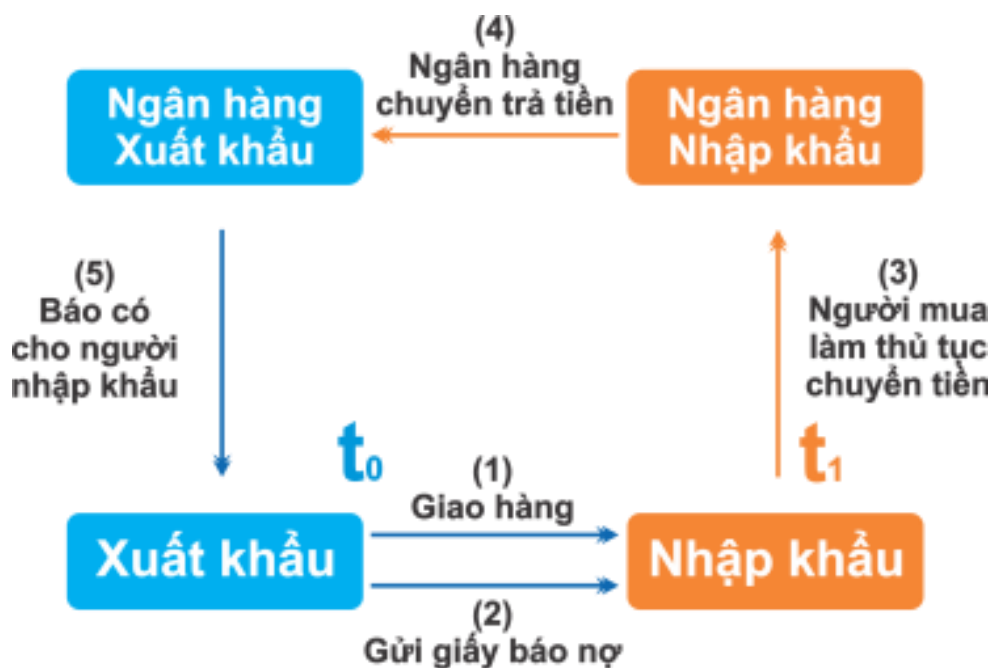 (4)
Ngân hàng
chuyển trả tiền
Ngân hàng
Xuất khẩu
Ngân hàng
Nhập khẩu
(5)
Báo có
cho người
nhập khẩu
(3)
Người mua
làm thủ tục
chuyển tiền
t0
t1
(1)
Giao hàng
Xuất khẩu
Nhập khẩu
(2)
Gửi giấy báo nợ